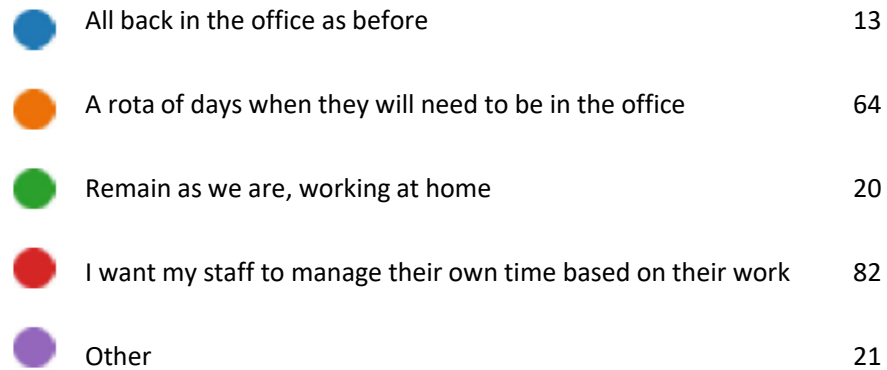 All back in the office as before 13
A rota of days when they will need to be in the office 64
Remain as we are, working at home 20
I want my staff to manage their own time based on their work 82
Other 21